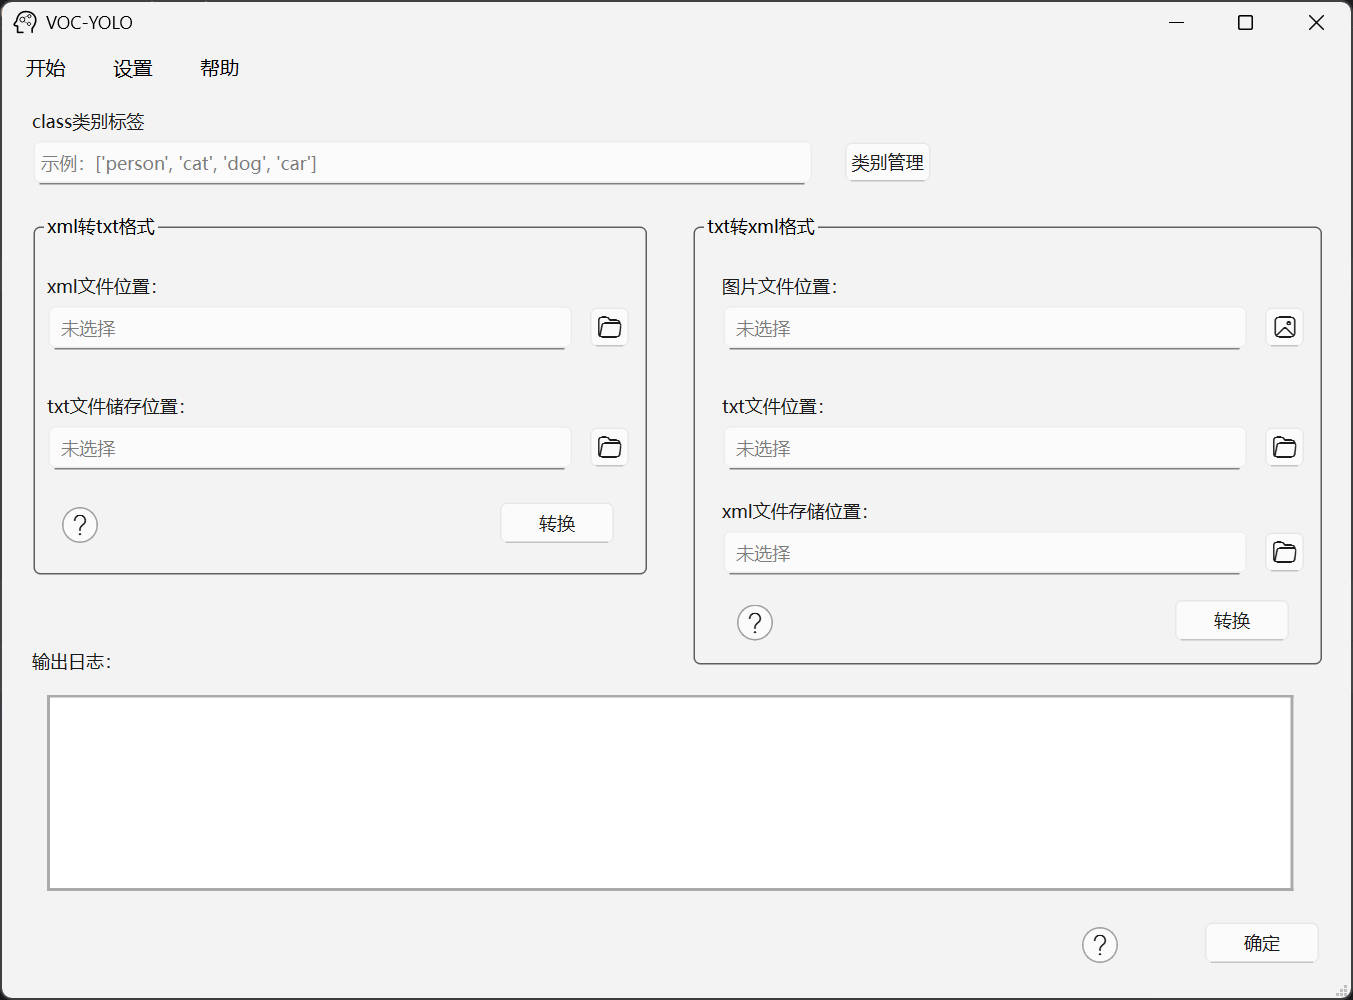 VOC-YOLO
开始 设置 帮助
class类别标签
示例：['person', 'cat', 'dog', 'car']
类别管理
xml转txt格式
xml文件位置：
未选择
txt文件储存位置：
未选择
?
转换
txt转xml格式
图片文件位置：
未选择
txt文件位置：
未选择
xml文件存储位置：
未选择
?
转换
输出日志：
?
确定